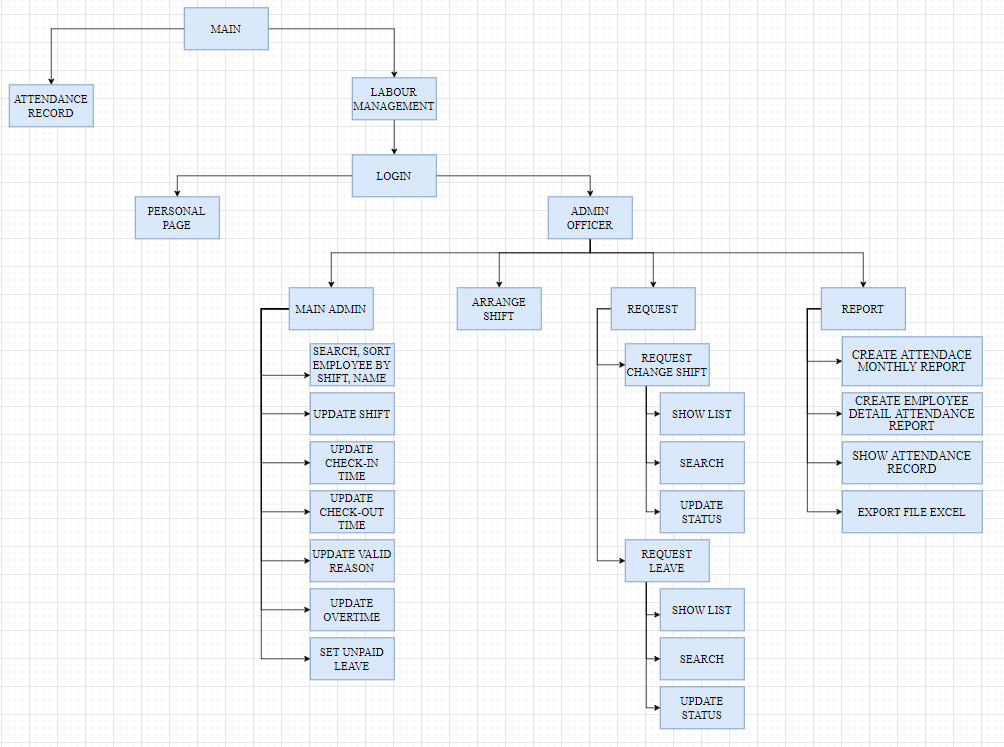 MAIN
ATTENDANCE
RECORD
LABOUR
MANAGEMENT
LOGIN
PERSONAL
PAGE
ADMIN
OFFICER
MAIN ADMIN
SEARCH, SORT
EMPLOYEE BY
SHIFT, NAME
UPDATE SHIFT
UPDATE
CHECK-IN
TIME
UPDATE
CHECK-OUT
TIME
UPDATE VALID
REASON
UPDATE
OVERTIME
SET UNPAID
LEAVE
ARRANGE
SHIFT
REQUEST
REQUEST
CHANGE SHIFT
SHOW LIST
SEARCH
UPDATE
STATUS
REQUEST
LEAVE
SHOW LIST
SEARCH
UPDATE
STATUS
REPORT
CREATE ATTENDACE
MONTHLY REPORT
CREATE EMPLOYEE
DETAIL ATTENDANCE
REPORT
SHOW ATTENDANCE
RECORD
EXPORT FILE EXCEL